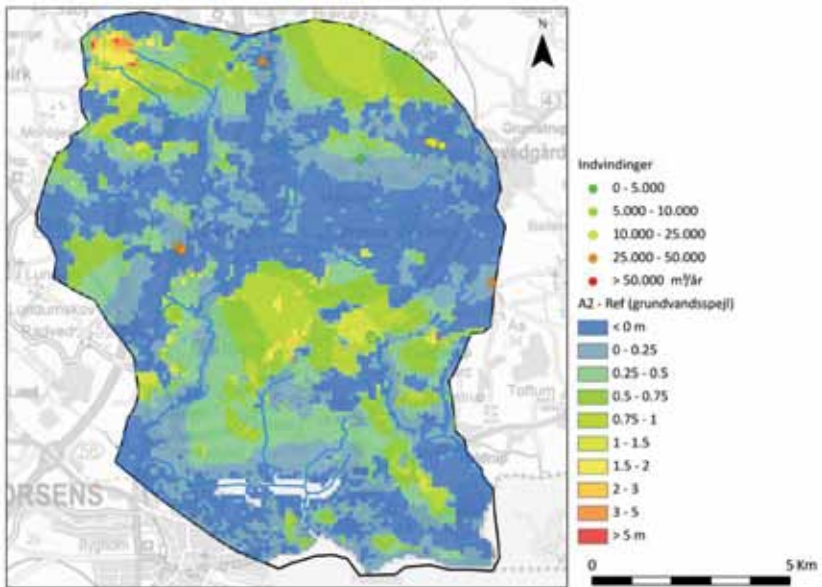 N
Indvindinger
0 - 5.000
5.000 - 10.000
10.000 - 25.000
25.000 - 50.000
> 50.000 m³/år
A2 - Ref (grundvandsspejl)
< 0 m
0 - 0.25
0.25 - 0.5
0.5 - 0.75
0.75 - 1
1 - 1.5
1.5 - 2
2 - 3
3 - 5
> 5 m
Lundumskov
Tolfum
ORSENS
0 5 Km